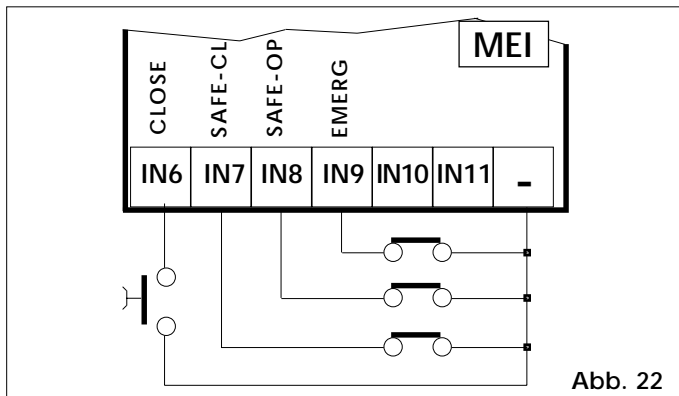 MEI
CLOSE
SAFE-CL
SAFE-OP
EMERG
IN6 IN7 IN8 IN9 IN10 IN11 -
Abb. 22